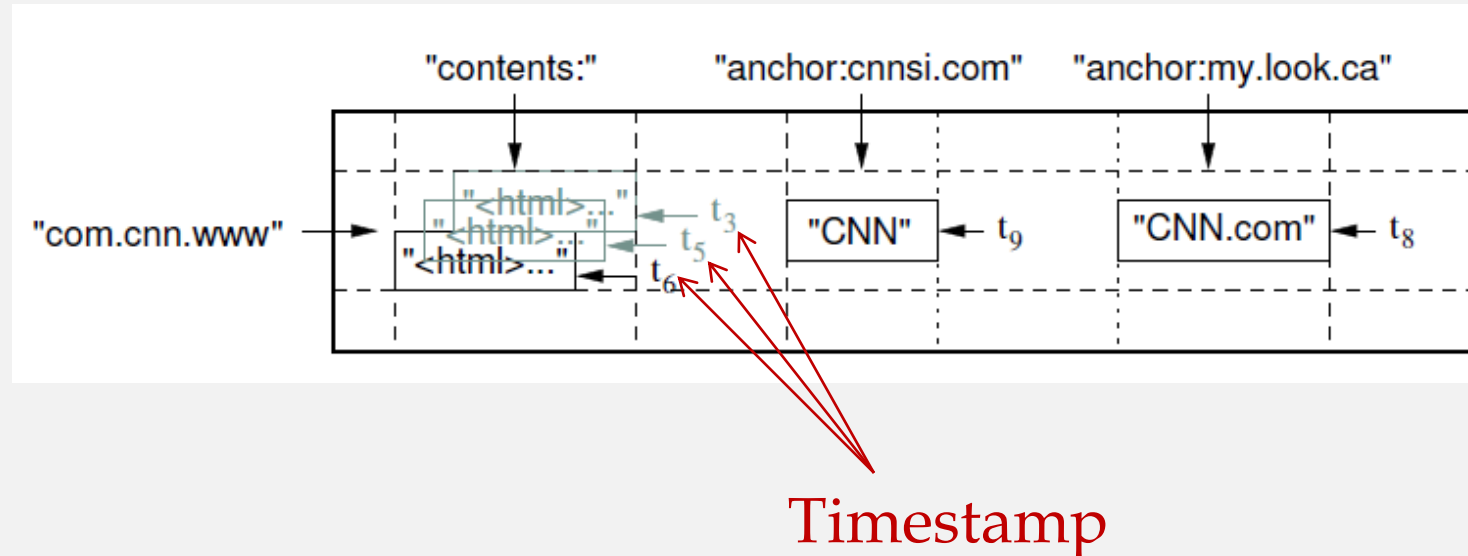 "contents:" "anchor:cnnsi.com" "anchor:my.look.ca"
"<html>..." t3
"com.cnn.www" "<html>..." t5 "CNN" t9 "CNN.com" t8
"<html>..." t6
Timestamp